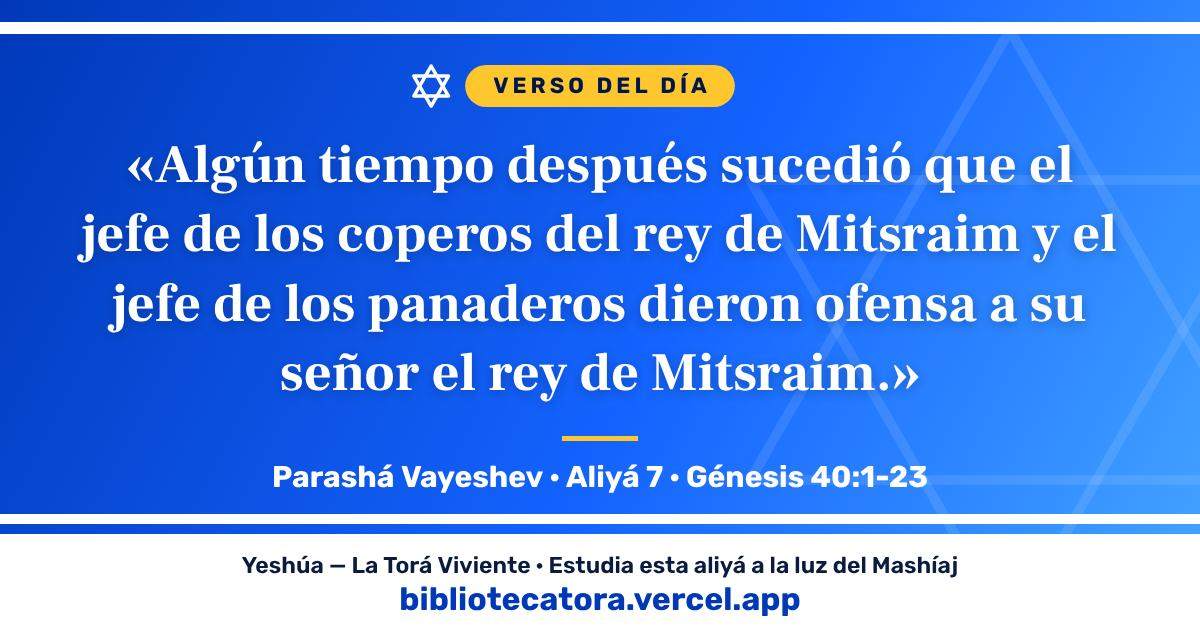 VERSO DEL DÍA
«Algún tiempo después sucedió que el
jefe de los coperos del rey de Mitsraim y el
jefe de los panaderos dieron ofensa a su
señor el rey de Mitsraim.»
Parashá Vayeshev • Aliyá 7 • Génesis 40:1-23
Yeshúa — La Torá Viviente • Estudia esta aliyá a la luz del Mashíaj
bibliotecatora.vercel.app